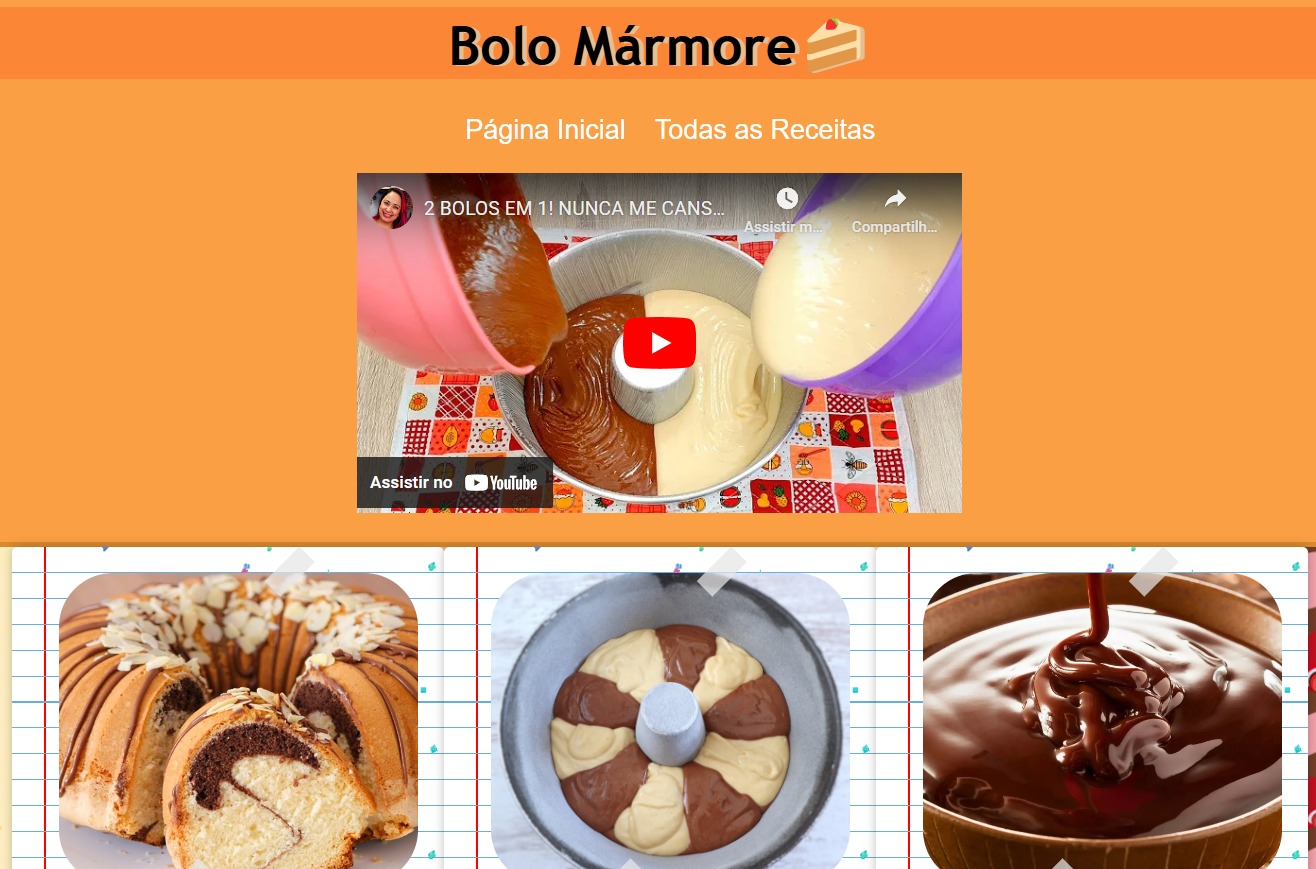 Bolo Mármore
Página Inicial Todas as Receitas
2 BOLOS EM 1! NUNCA ME CANS...
Assistir m...
Compartilh...
Assistir no YouTube